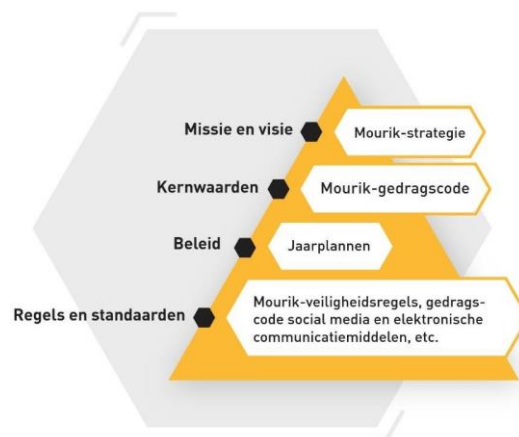 Missie en visie
Mourik-strategie
Kernwaarden
Mourik-gedragscode
Beleid
Jaarplannen
Regels en standaarden
Mourik-veiligheidsregels, gedrags-
code social media en elektronische
communicatiemiddelen, etc.